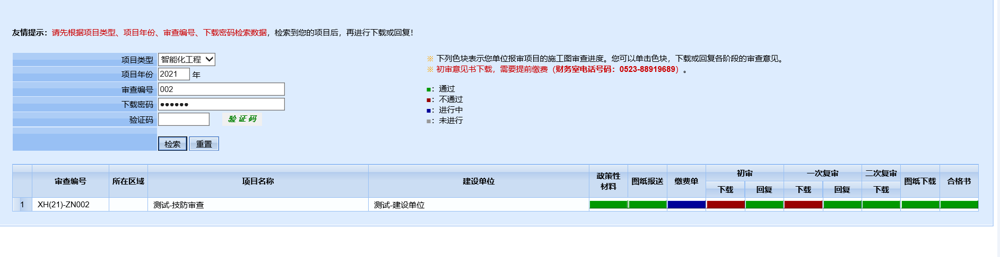 友情提示：请先根据项目类型、项目年份、审查编号、下载密码检索数据，检索到您的项目后，再进行下载或回复！
项目类型 智能化工程
项目年份 2021 年
审查编号 002
下载密码 ●●●●●●
验证码 验证码
检索 重置
※ 下列色块表示您单位报审项目的施工图审查进度。您可以单击色块，下载或回复各阶段的审查意见。
※ 初审意见书下载，需要提前缴费（财务室电话号码：0523-88919689）。
■：通过
■：不通过
■：进行中
■：未进行
审查编号 所在区域 项目名称 建设单位 政策性材料 图纸报送 缴费单 初审 一次复审 二次复审 图纸下载 合格书
下载 回复 下载 回复 下载
1 XH(21)-ZN002 测试-技防审查 测试-建设单位